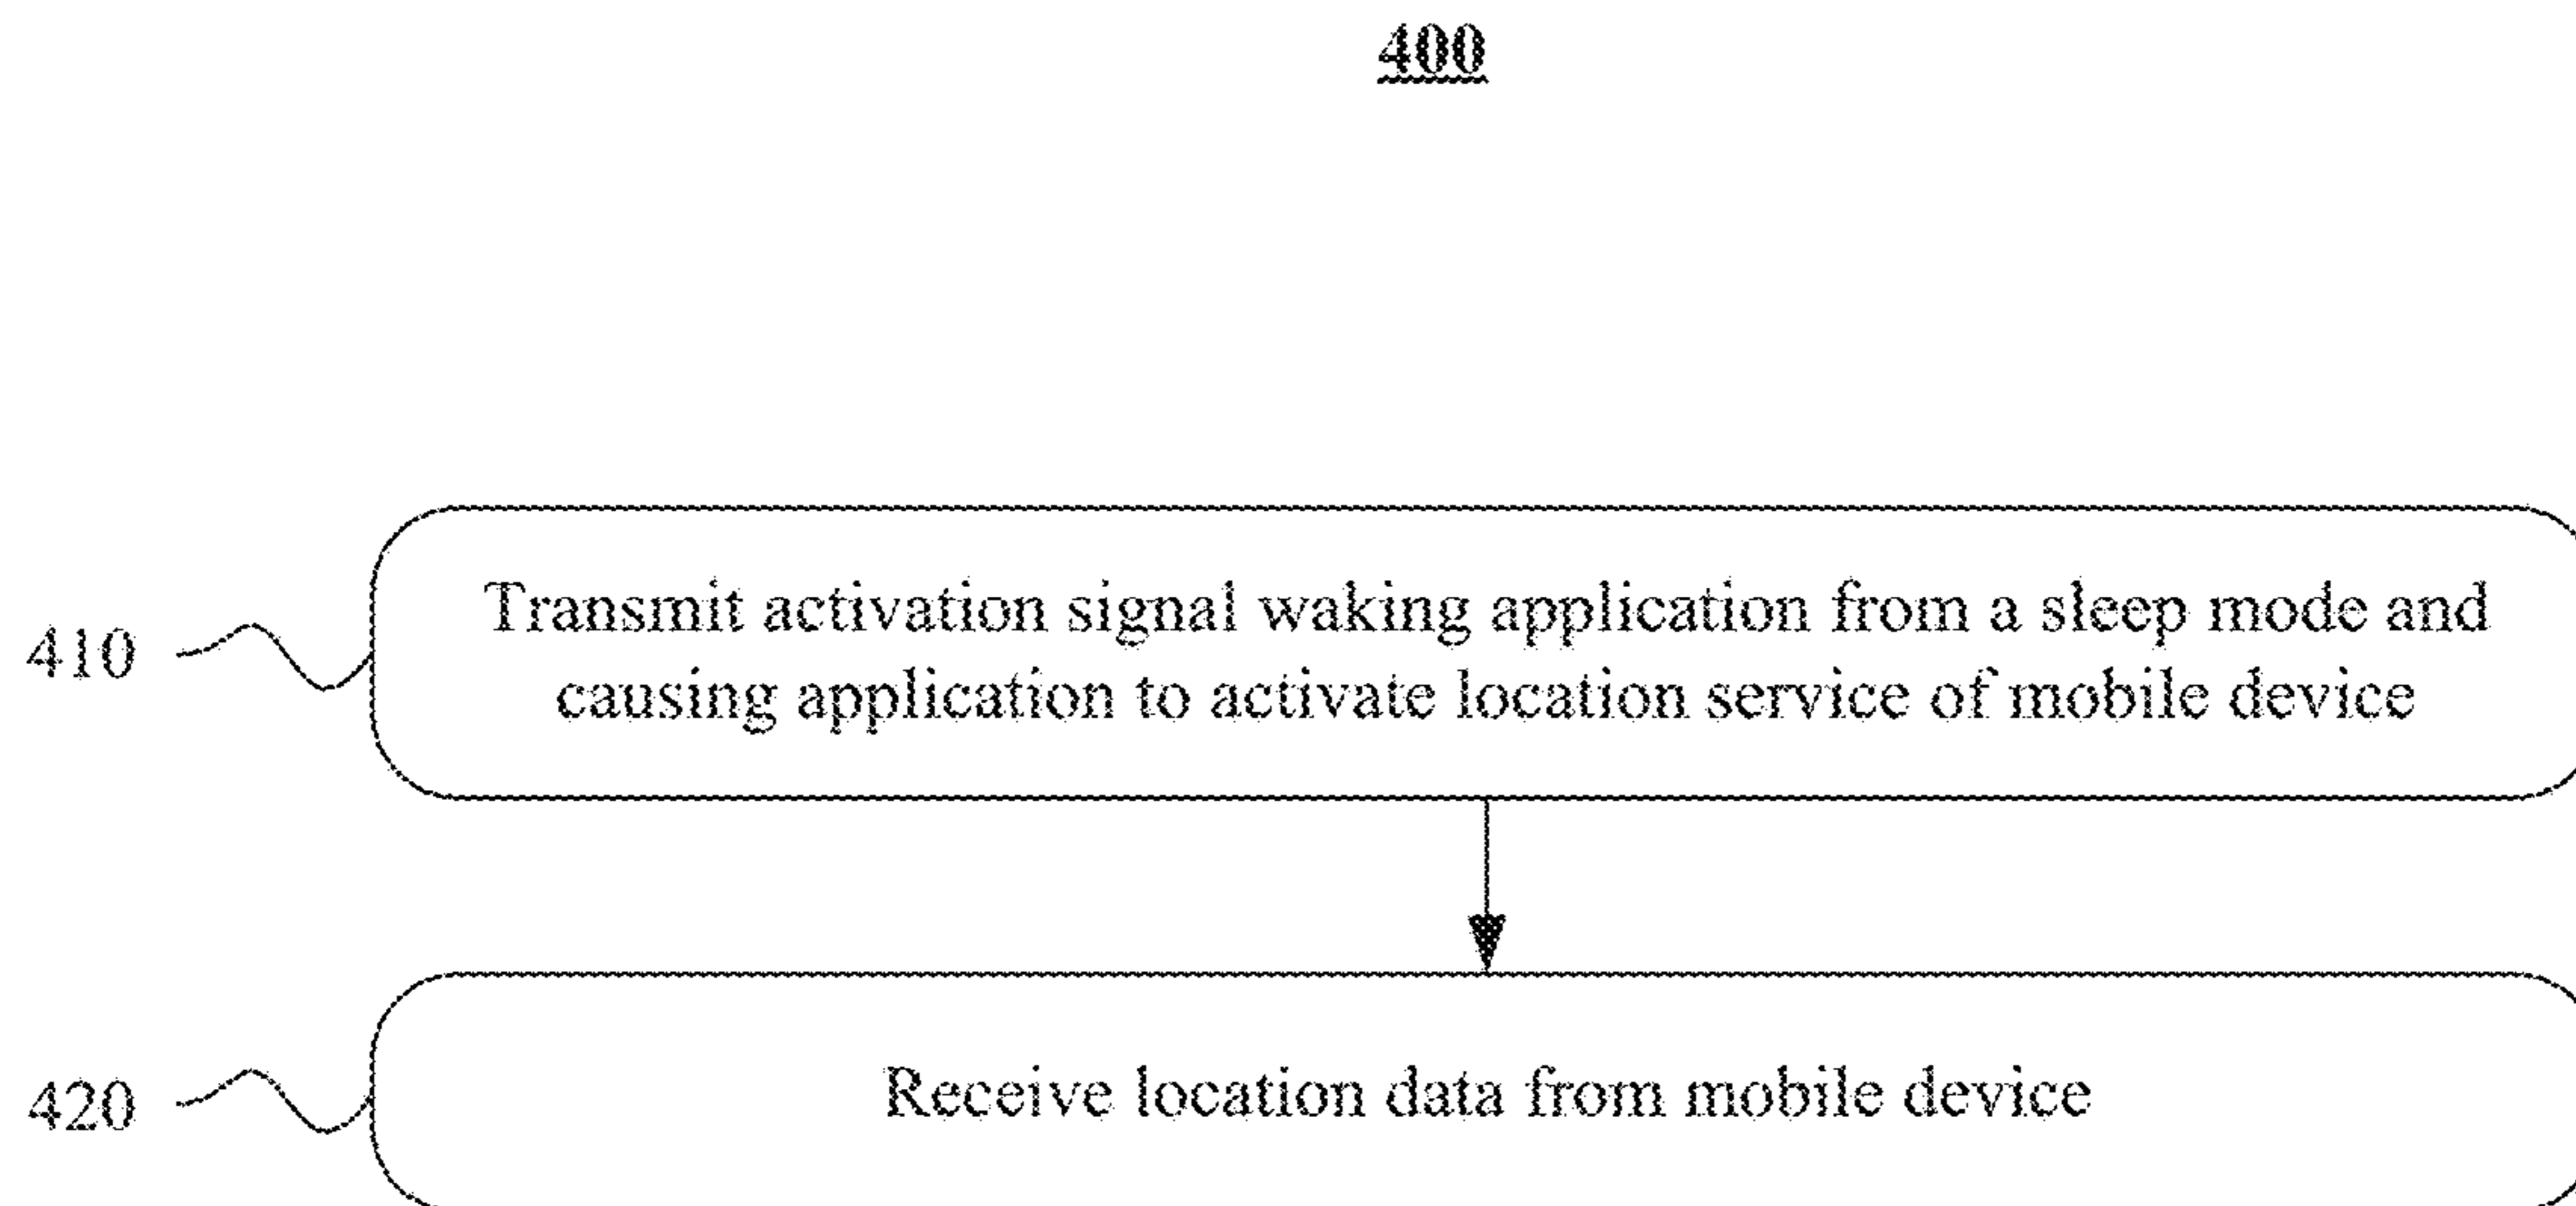 400
410
Transmit activation signal waking application from a sleep mode and
causing application to activate location service of mobile device
420
Receive location data from mobile device